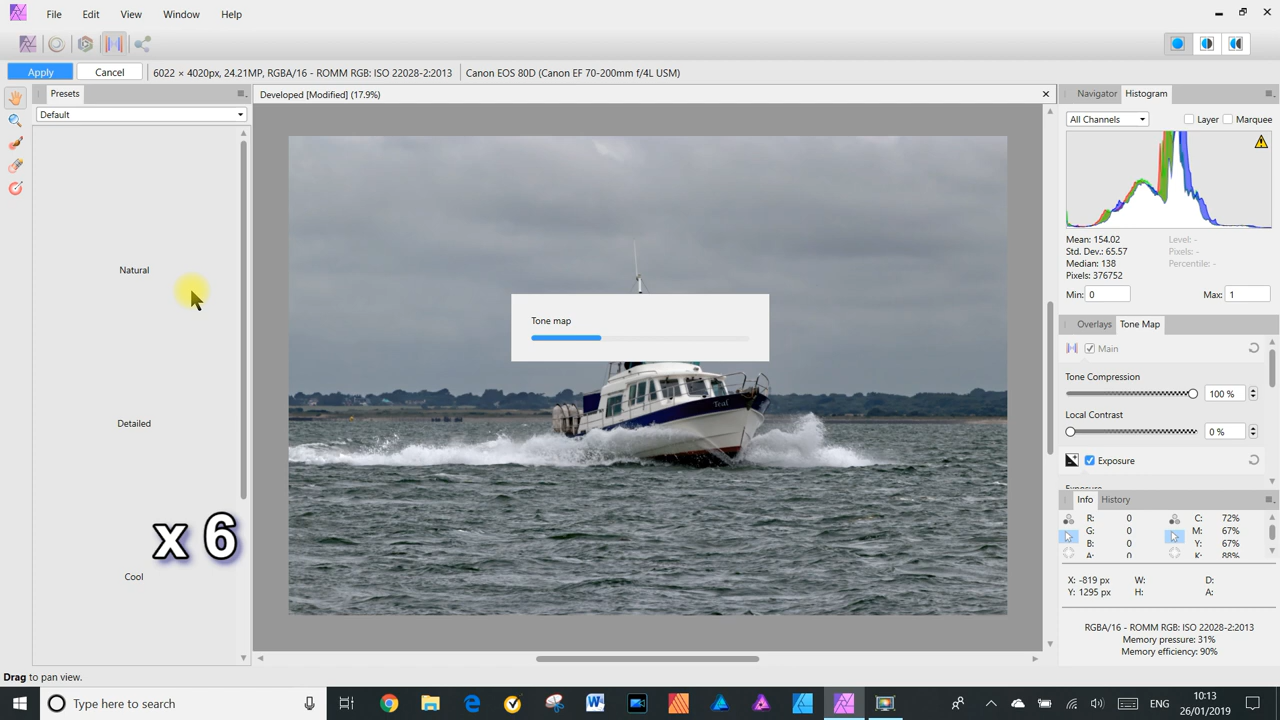 File Edit View Window Help
Apply Cancel 6022 × 4020px, 24.21MP, RGBA/16 - ROMM RGB: ISO 22028-2:2013 Canon EOS 80D (Canon EF 70-200mm f/4L USM)
Presets
Default
Natural
Detailed
Cool
x 6
Developed [Modified] (17.9%)
Tone map
Teal
Navigator Histogram
All Channels Layer Marquee
Mean: 154.02 Level: -
Std. Dev.: 65.57 Pixels: -
Median: 138 Percentile: -
Pixels: 376752
Min: 0 Max: 1
Overlays Tone Map
Main
Tone Compression
100 %
Local Contrast
0 %
Exposure
Exposure
Info History
R: 0 C: 72%
G: 0 M: 67%
B: 0 Y: 67%
A: 0 K: 88%
X: -819 px W: D:
Y: 1295 px H: A:
RGBA/16 - ROMM RGB: ISO 22028-2:2013
Memory pressure: 31%
Memory efficiency: 90%
Drag to pan view.
Type here to search
ENG
10:13
26/01/2019